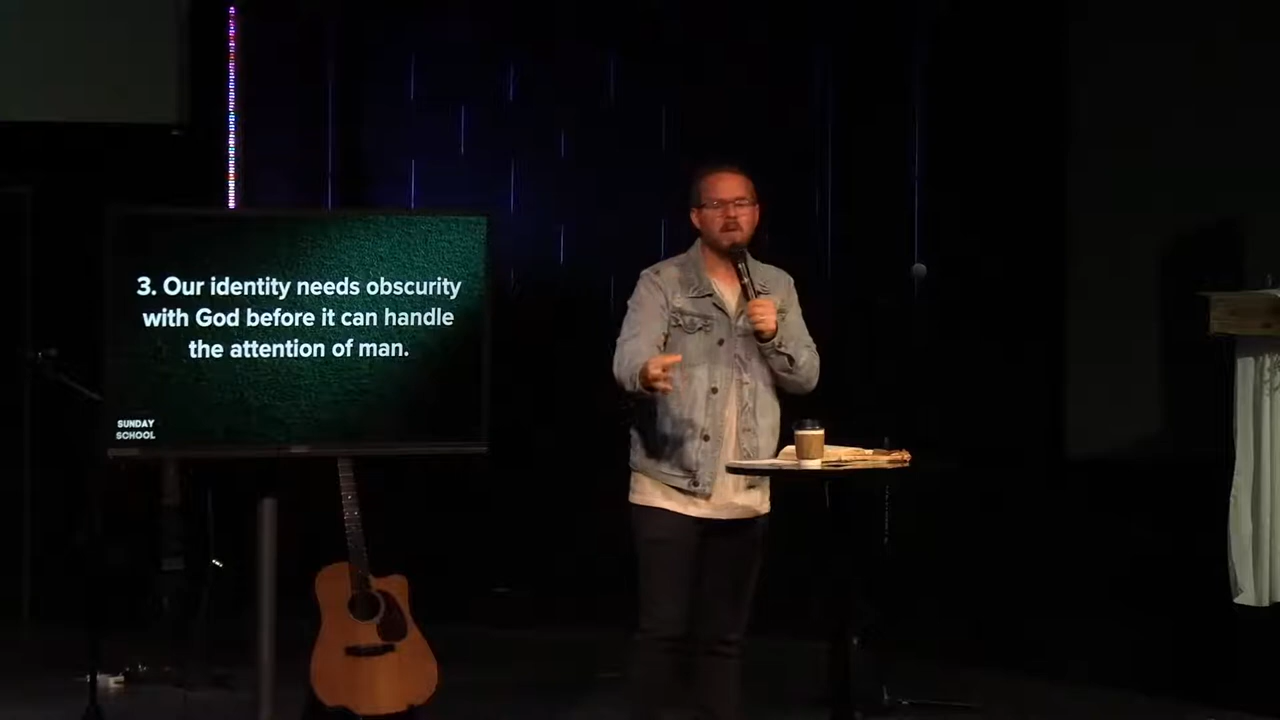 3. Our identity needs obscurity
with God before it can handle
the attention of man.
SUNDAY
SCHOOL